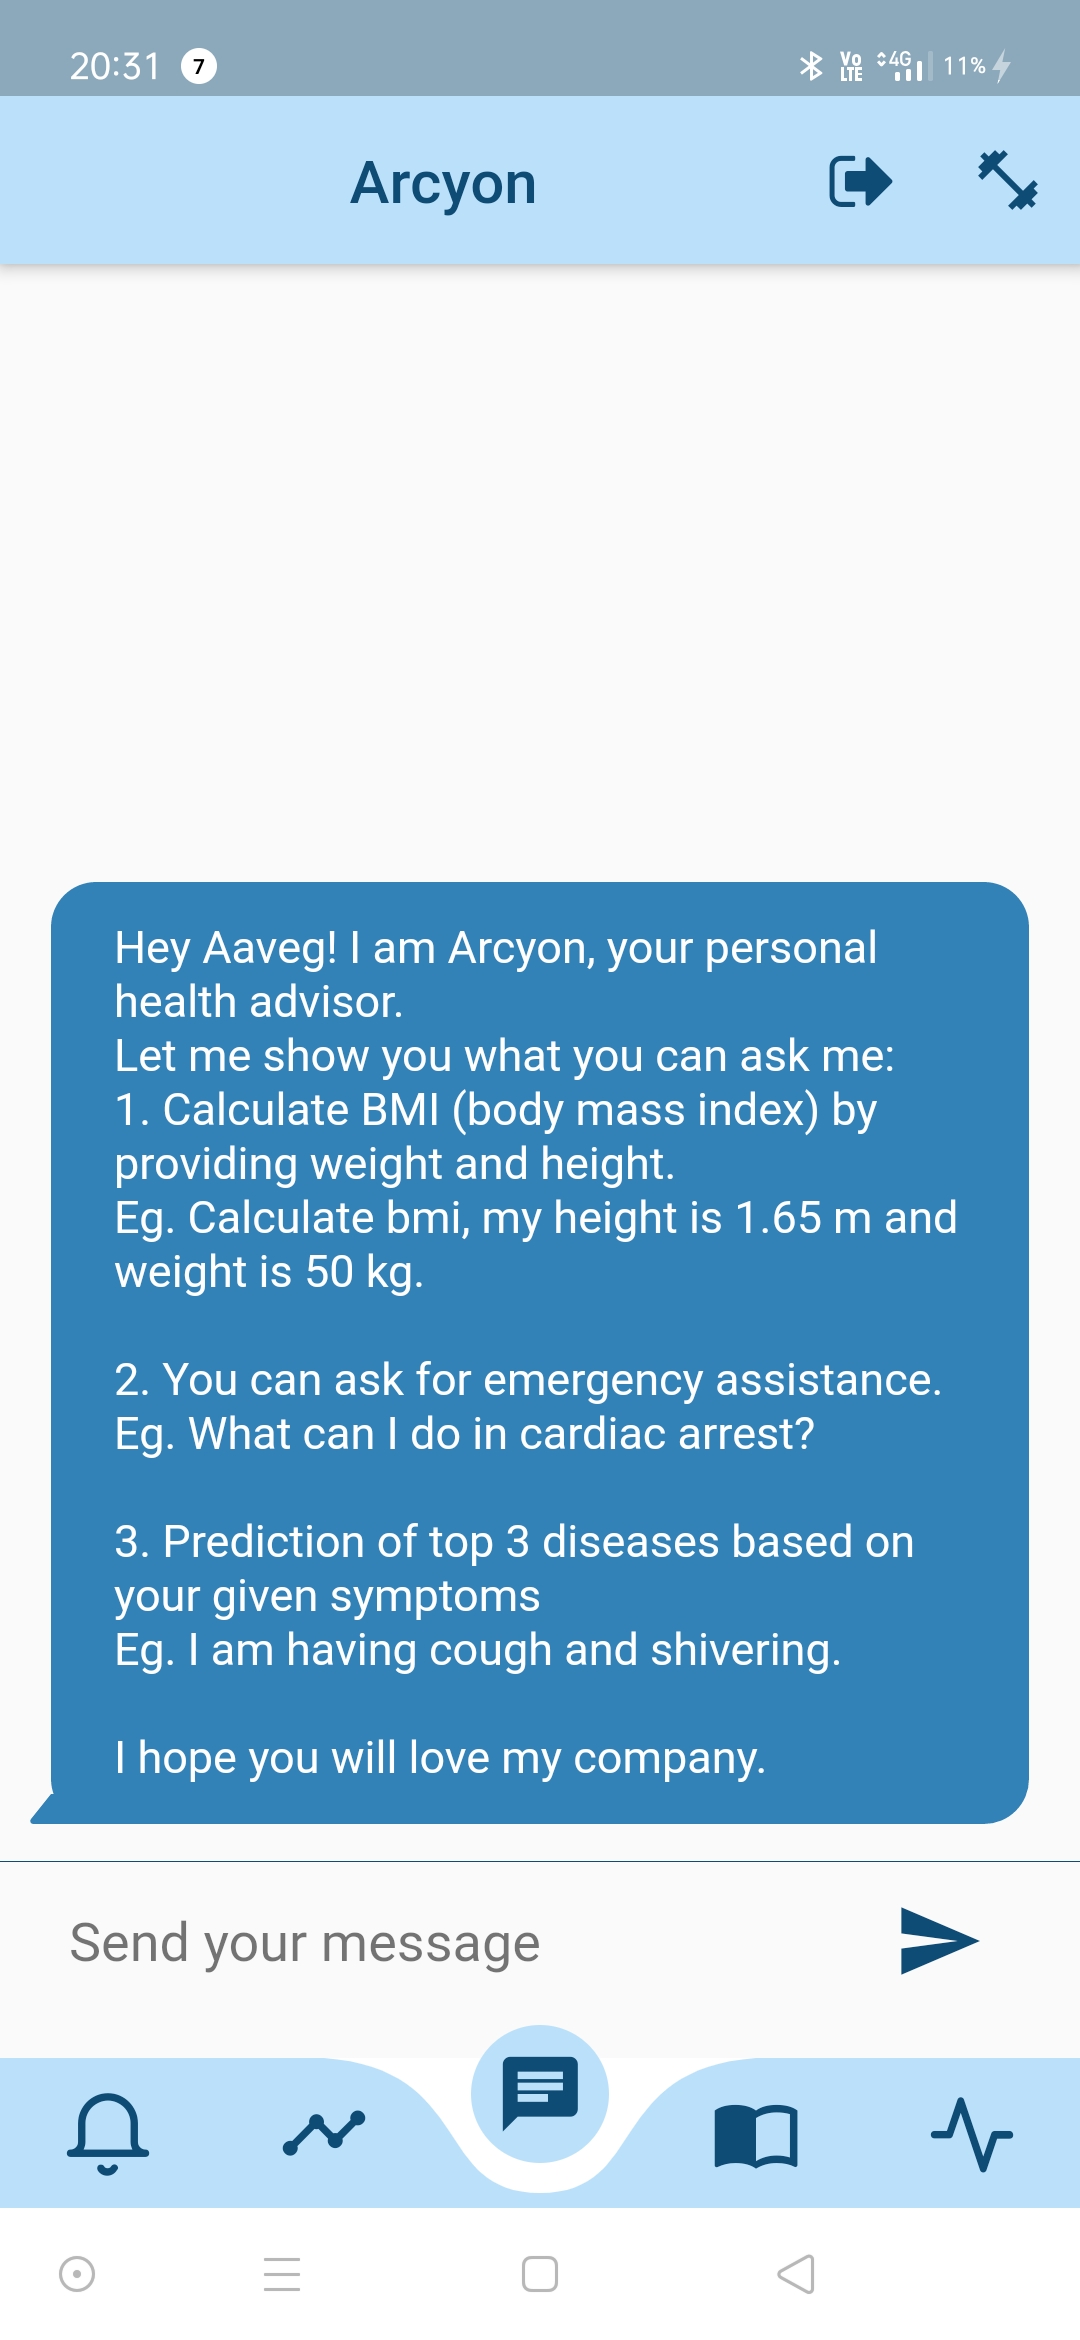 20:31 7 Vo LTE 4G 11%
Arcyon
Hey Aaveg! I am Arcyon, your personal
health advisor.
Let me show you what you can ask me:
1. Calculate BMI (body mass index) by
providing weight and height.
Eg. Calculate bmi, my height is 1.65 m and
weight is 50 kg.
2. You can ask for emergency assistance.
Eg. What can I do in cardiac arrest?
3. Prediction of top 3 diseases based on
your given symptoms
Eg. I am having cough and shivering.
I hope you will love my company.
Send your message